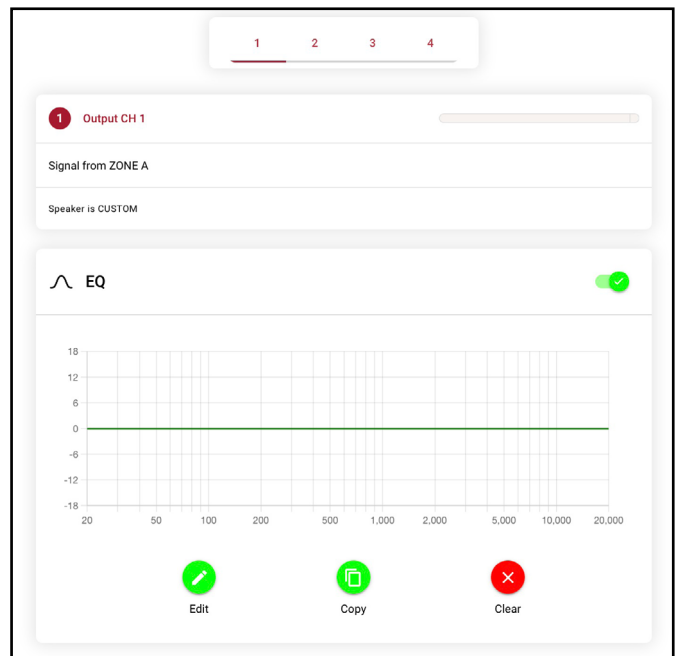 1 2 3 4
1 Output CH 1
Signal from ZONE A
Speaker is CUSTOM
EQ
18
12
6
0
-6
-12
-18
20 50 100 200 500 1,000 2,000 5,000 10,000 20,000
Edit Copy Clear